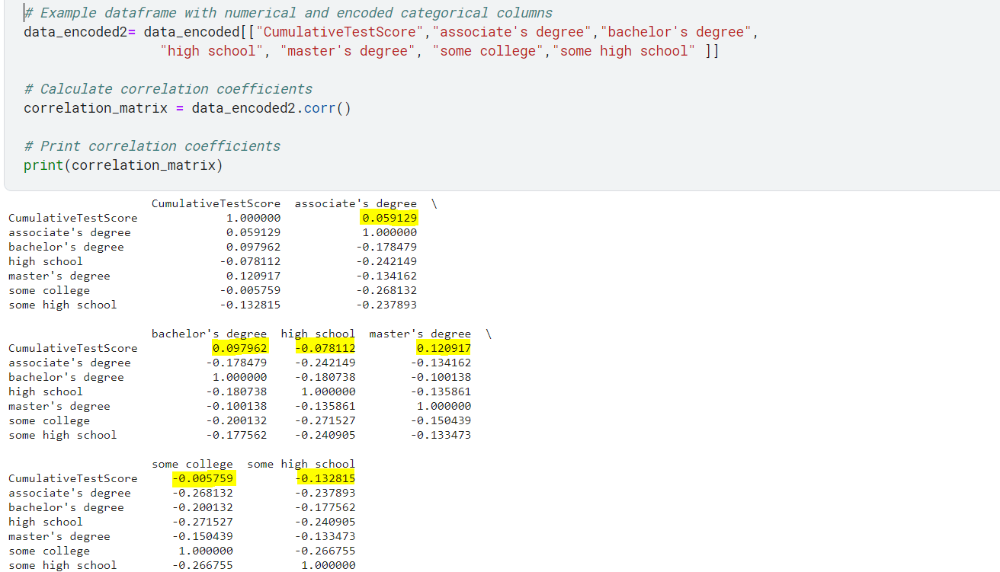 # Example dataframe with numerical and encoded categorical columns
data_encoded2= data_encoded[["CumulativeTestScore","associate's degree","bachelor's degree",
"high school", "master's degree", "some college","some high school" ]]
# Calculate correlation coefficients
correlation_matrix = data_encoded2.corr()
# Print correlation coefficients
print(correlation_matrix)
CumulativeTestScore associate's degree \
CumulativeTestScore 1.000000 0.059129
associate's degree 0.059129 1.000000
bachelor's degree 0.097962 -0.178479
high school -0.078112 -0.242149
master's degree 0.120917 -0.134162
some college -0.005759 -0.268132
some high school -0.132815 -0.237893
bachelor's degree high school master's degree \
CumulativeTestScore 0.097962 -0.078112 0.120917
associate's degree -0.178479 -0.242149 -0.134162
bachelor's degree 1.000000 -0.180738 -0.100138
high school -0.180738 1.000000 -0.135861
master's degree -0.100138 -0.135861 1.000000
some college -0.200132 -0.271527 -0.150439
some high school -0.177562 -0.240905 -0.133473
some college some high school
CumulativeTestScore -0.005759 -0.132815
associate's degree -0.268132 -0.237893
bachelor's degree -0.200132 -0.177562
high school -0.271527 -0.240905
master's degree -0.150439 -0.133473
some college 1.000000 -0.266755
some high school -0.266755 1.000000